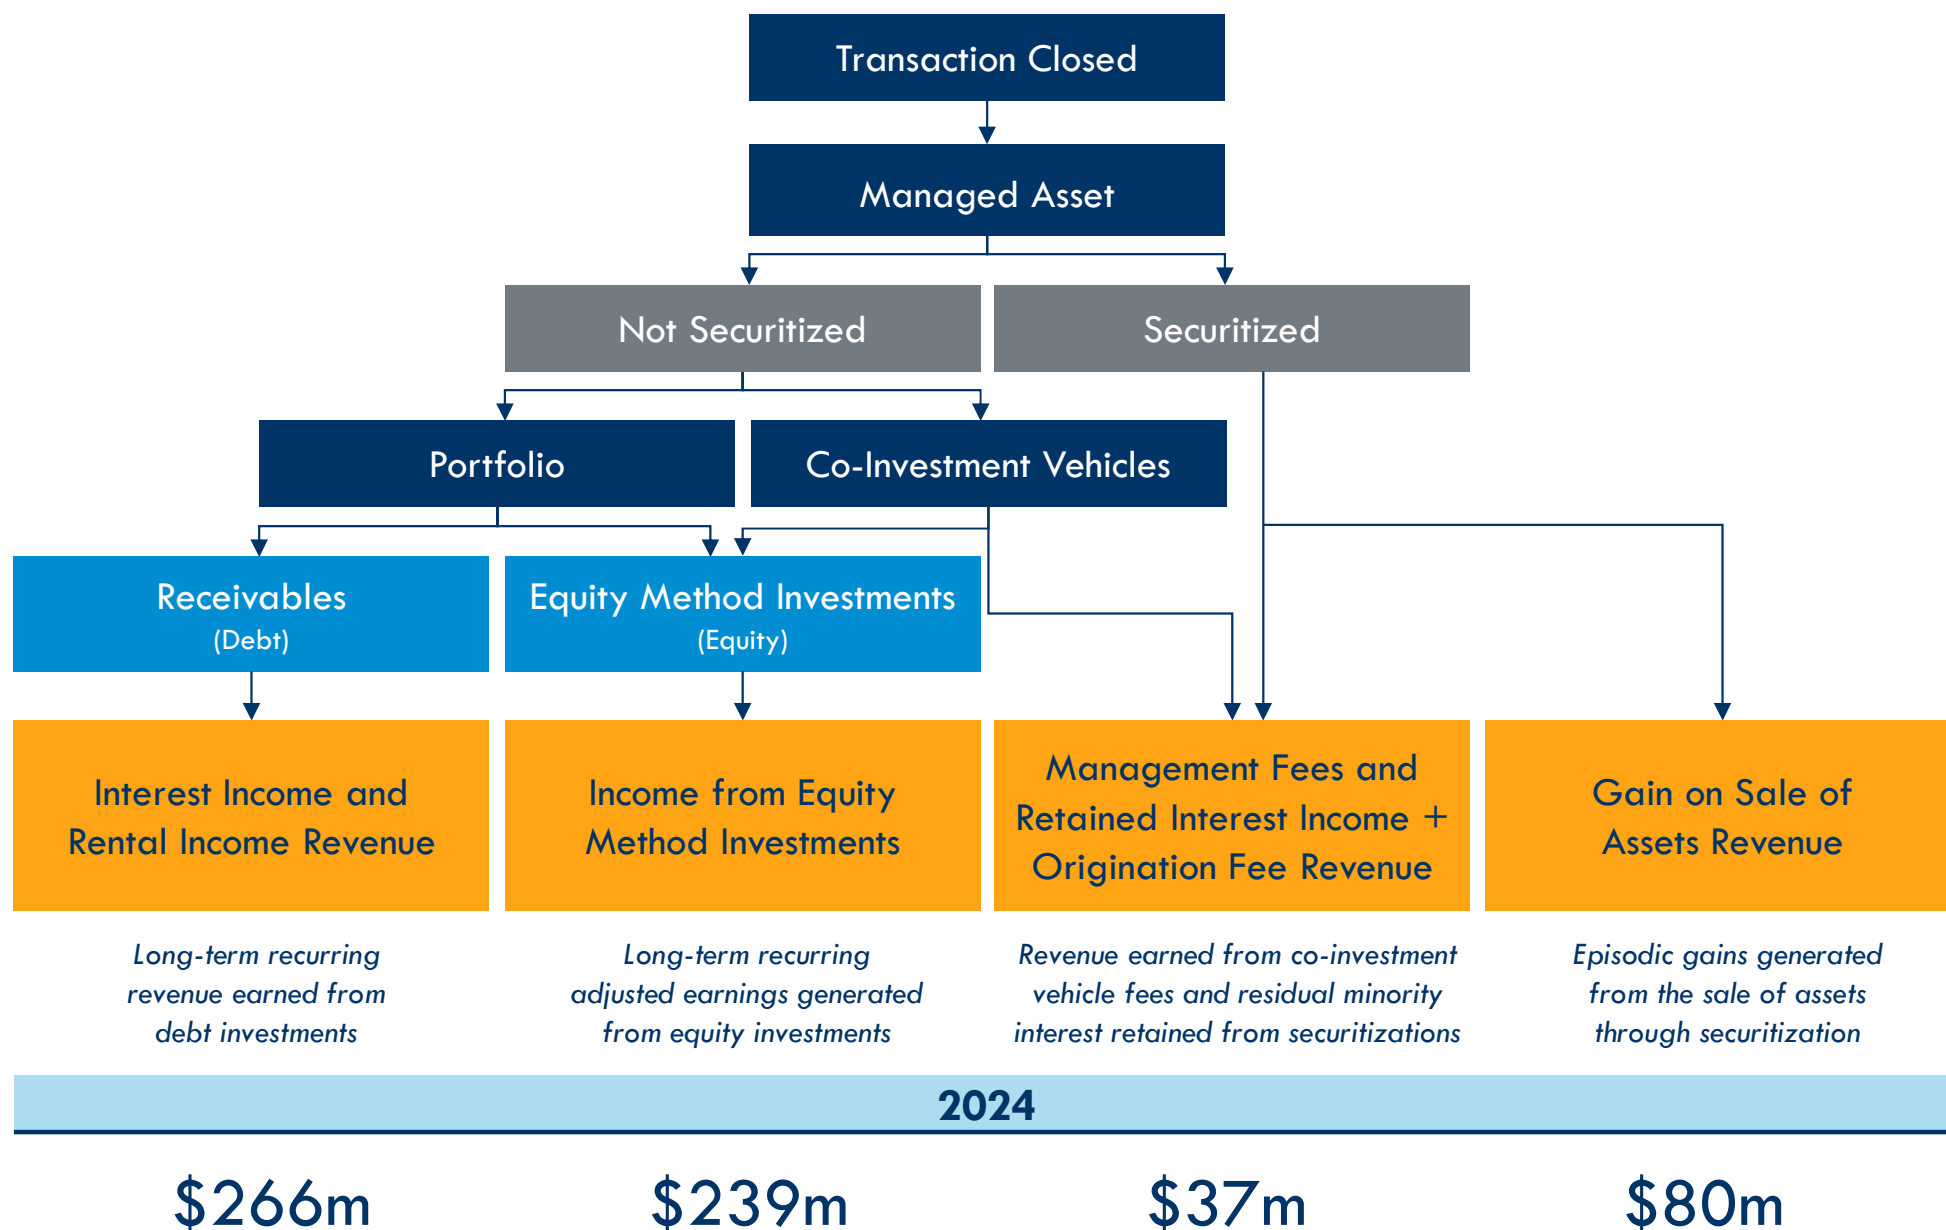 Transaction Closed
Managed Asset
Not Securitized
Securitized
Portfolio
Co-Investment Vehicles
Receivables
(Debt)
Equity Method Investments
(Equity)
Interest Income and
Rental Income Revenue
Income from Equity
Method Investments
Management Fees and
Retained Interest Income +
Origination Fee Revenue
Gain on Sale of
Assets Revenue
Long-term recurring
revenue earned from
debt investments
Long-term recurring
adjusted earnings generated
from equity investments
Revenue earned from co-investment
vehicle fees and residual minority
interest retained from securitizations
Episodic gains generated
from the sale of assets
through securitization
2024
$266m
$239m
$37m
$80m